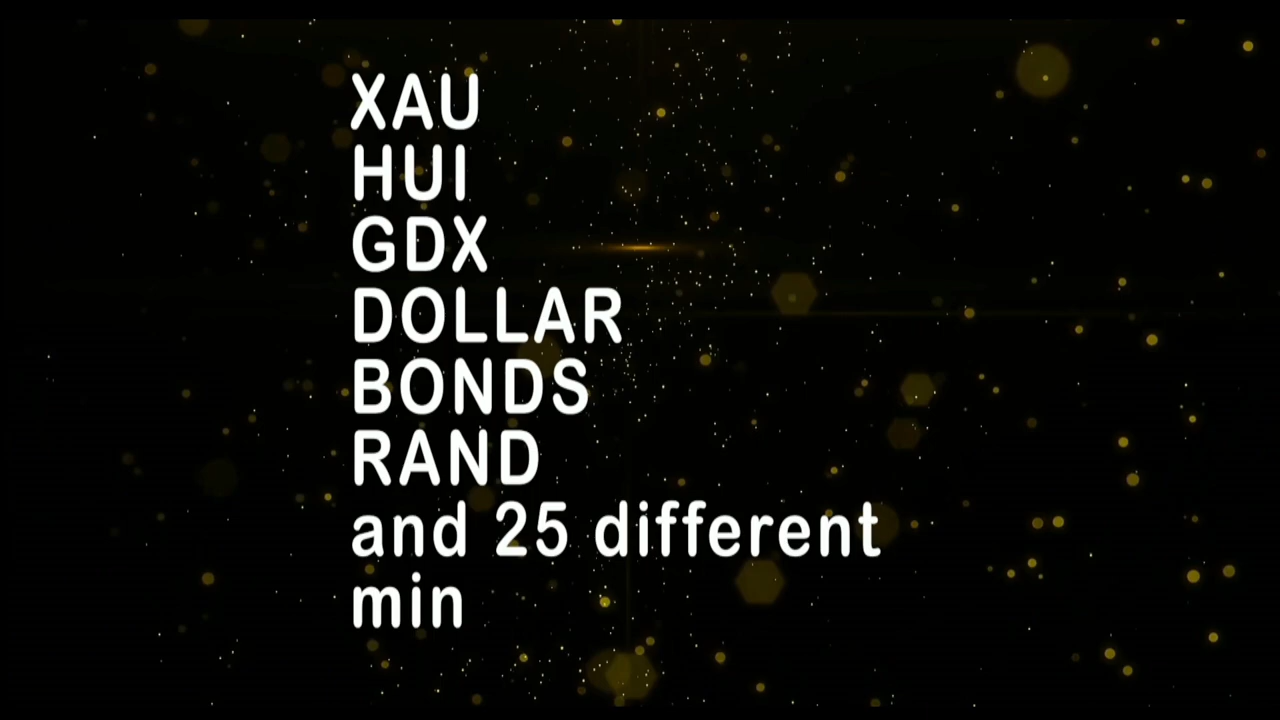 XAU
HUI
GDX
DOLLAR
BONDS
RAND
and 25 different
min